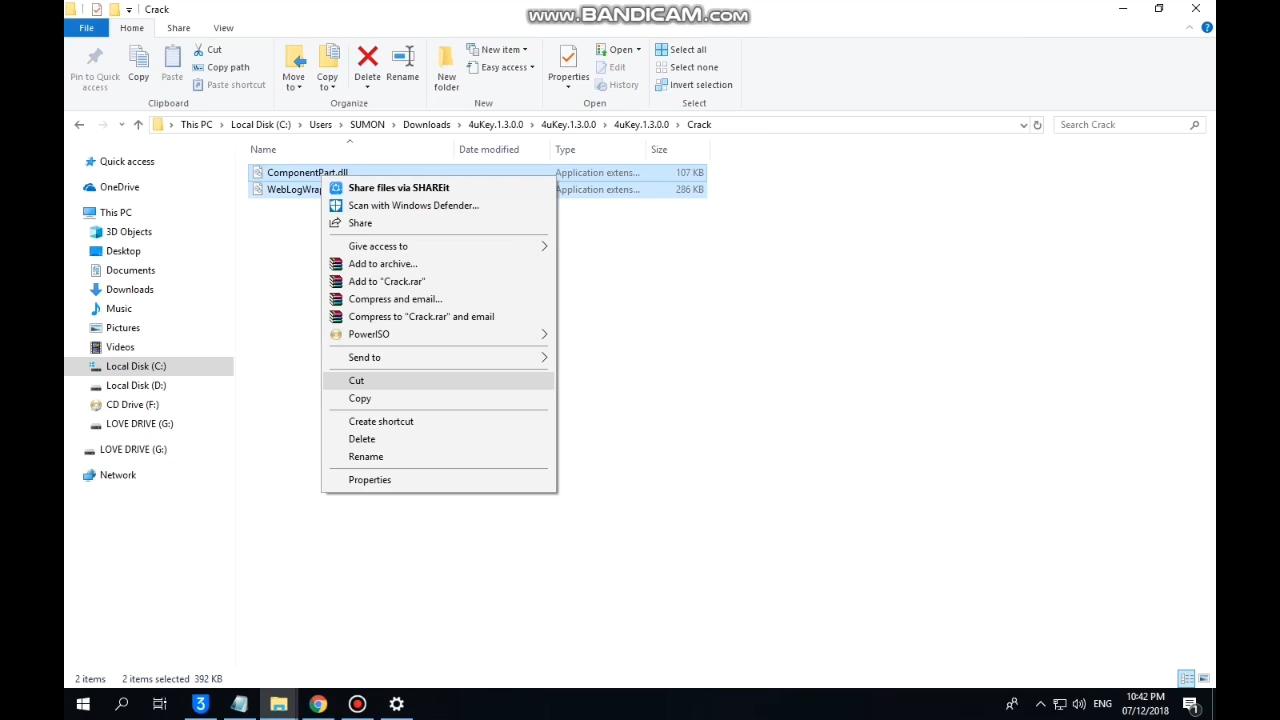 Crack
www.BANDICAM.com
File Home Share View
Pin to Quick access
Copy
Paste
Cut
Copy path
Paste shortcut
Clipboard
Move to
Copy to
Delete
Rename
Organize
New folder
New item
Easy access
New
Properties
Open
Edit
History
Open
Select all
Select none
Invert selection
Select
This PC > Local Disk (C:) > Users > SUMON > Downloads > 4uKey.1.3.0.0 > 4uKey.1.3.0.0 > 4uKey.1.3.0.0 > Crack
Search Crack
Name Date modified Type Size
ComponentPart.dll Application extens... 107 KB
WebLogWra Application extens... 286 KB
Quick access
OneDrive
This PC
3D Objects
Desktop
Documents
Downloads
Music
Pictures
Videos
Local Disk (C:)
Local Disk (D:)
CD Drive (F:)
LOVE DRIVE (G:)
LOVE DRIVE (G:)
Network
Share files via SHAREit
Scan with Windows Defender...
Share
Give access to
Add to archive...
Add to "Crack.rar"
Compress and email...
Compress to "Crack.rar" and email
PowerISO
Send to
Cut
Copy
Create shortcut
Delete
Rename
Properties
2 items 2 items selected 392 KB
ENG
10:42 PM
07/12/2018
1